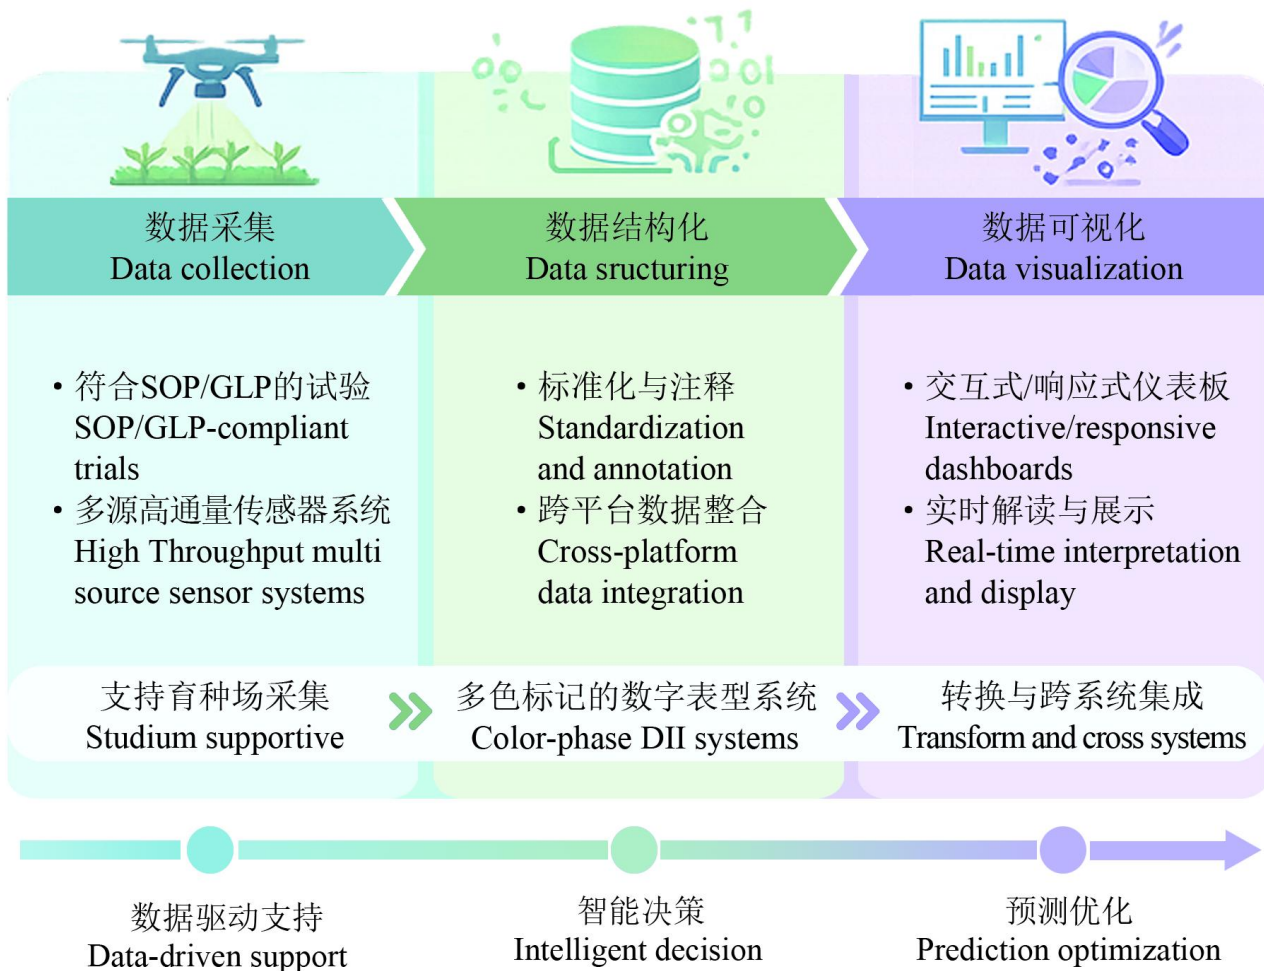 数据采集
Data collection
数据结构化
Data sructuring
数据可视化
Data visualization
• 符合SOP/GLP的试验
SOP/GLP-compliant
trials
• 多源高通量传感器系统
High Throughput multi
source sensor systems
• 标准化与注释
Standardization
and annotation
• 跨平台数据整合
Cross-platform
data integration
• 交互式/响应式仪表板
Interactive/responsive
dashboards
• 实时解读与展示
Real-time interpretation
and display
支持育种场采集
Studium supportive
多色标记的数字表型系统
Color-phase DII systems
转换与跨系统集成
Transform and cross systems
数据驱动支持
Data-driven support
智能决策
Intelligent decision
预测优化
Prediction optimization